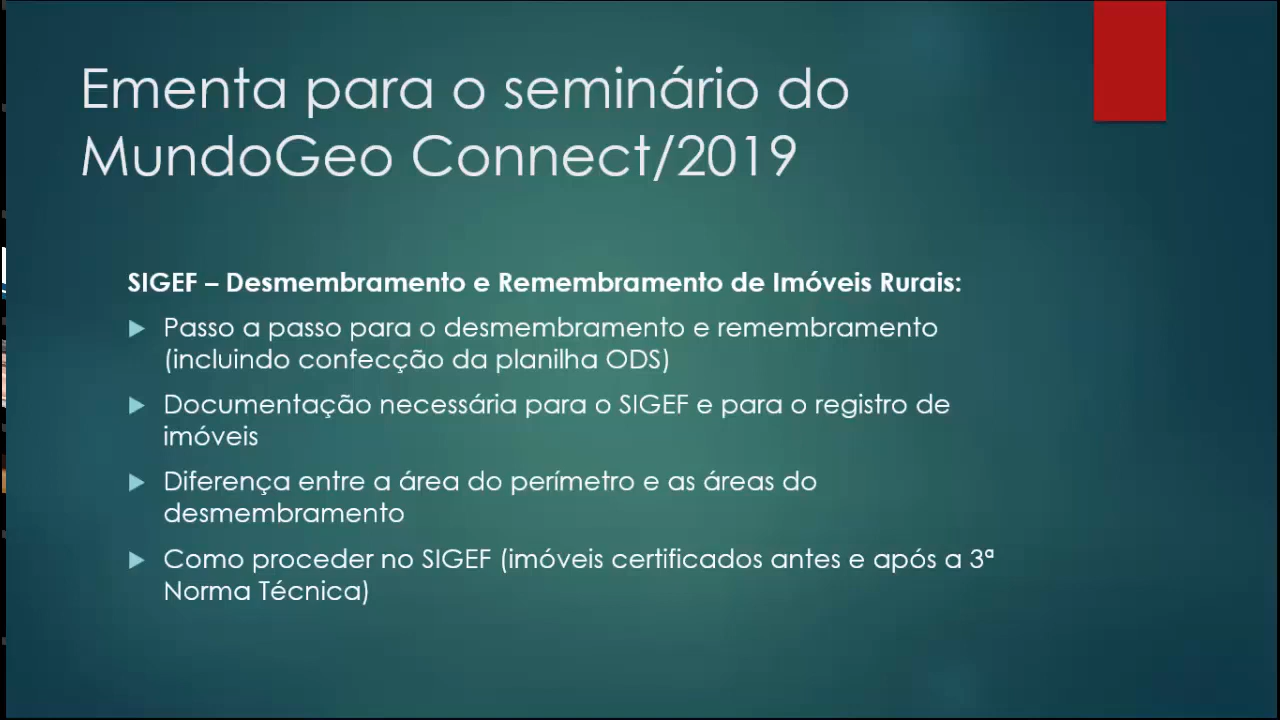 Ementa para o seminário do
MundoGeo Connect/2019
SIGEF – Desmembramento e Remembramento de Imóveis Rurais:
Passo a passo para o desmembramento e remembramento
(incluindo confecção da planilha ODS)
Documentação necessária para o SIGEF e para o registro de
imóveis
Diferença entre a área do perímetro e as áreas do
desmembramento
Como proceder no SIGEF (imóveis certificados antes e após a 3ª
Norma Técnica)